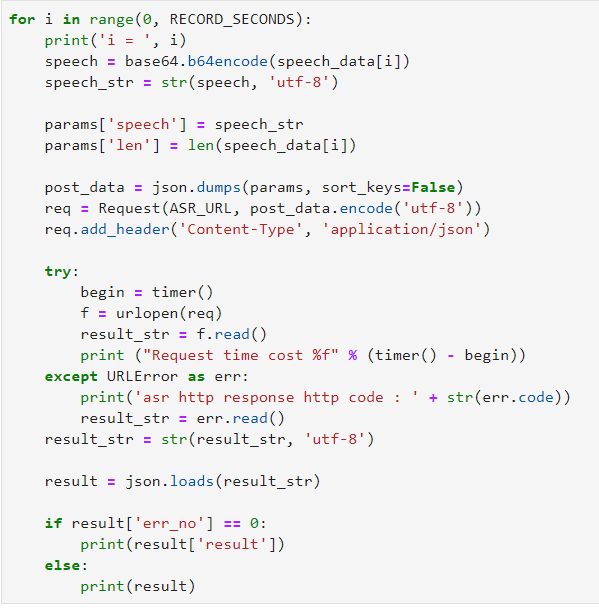 for i in range(0, RECORD_SECONDS):
    print('i = ', i)
    speech = base64.b64encode(speech_data[i])
    speech_str = str(speech, 'utf-8')

    params['speech'] = speech_str
    params['len'] = len(speech_data[i])

    post_data = json.dumps(params, sort_keys=False)
    req = Request(ASR_URL, post_data.encode('utf-8'))
    req.add_header('Content-Type', 'application/json')

    try:
        begin = timer()
        f = urlopen(req)
        result_str = f.read()
        print ("Request time cost %f" % (timer() - begin))
    except URLError as err:
        print('asr http response http code : ' + str(err.code))
        result_str = err.read()
    result_str = str(result_str, 'utf-8')

    result = json.loads(result_str)

    if result['err_no'] == 0:
        print(result['result'])
    else:
        print(result)